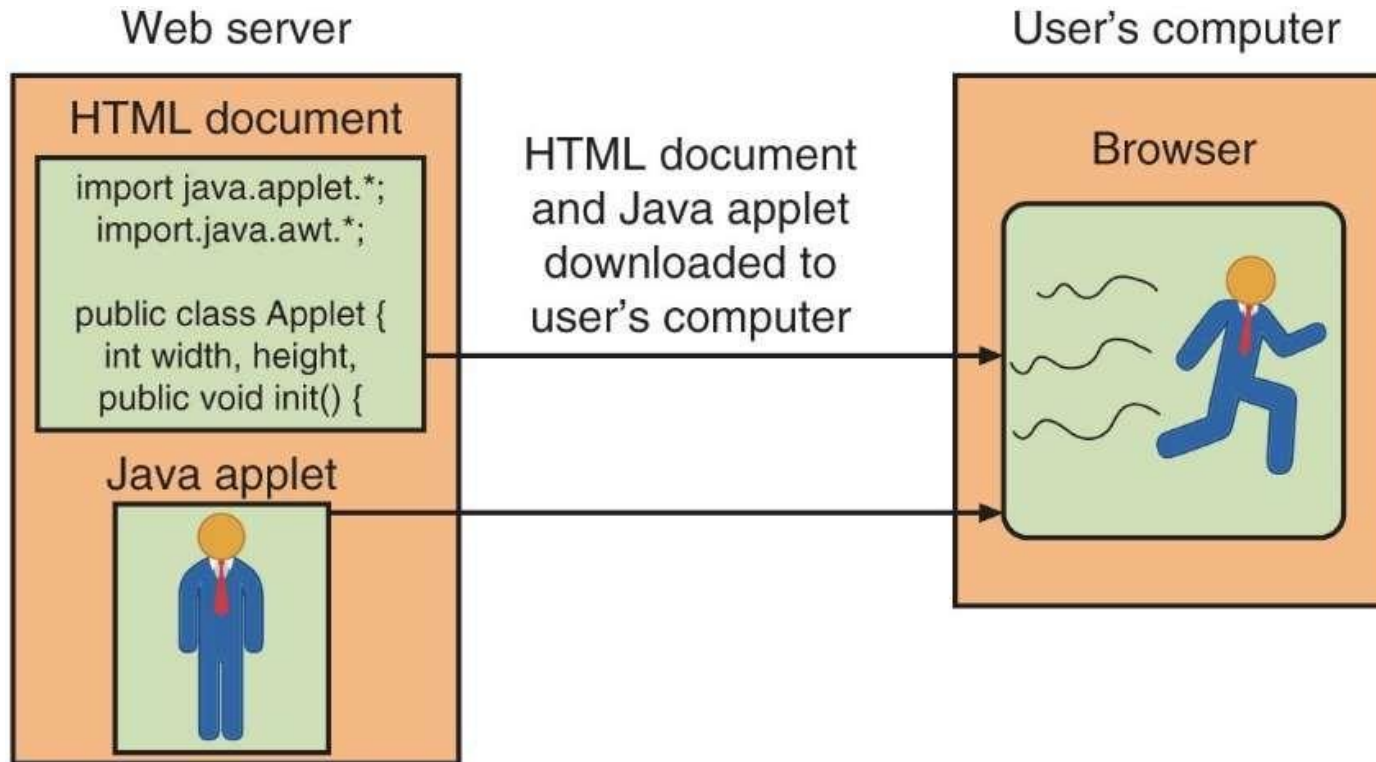 Web server
HTML document
import java.applet.*;
import.java.awt.*;
public class Applet {
int width, height,
public void init() {
Java applet
HTML document
and Java applet
downloaded to
user's computer
User's computer
Browser